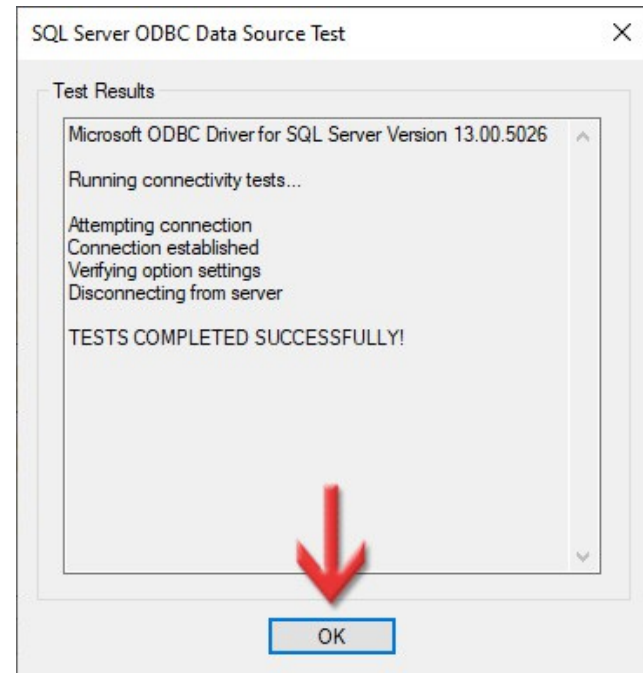 SQL Server ODBC Data Source Test
Test Results
Microsoft ODBC Driver for SQL Server Version 13.00.5026
Running connectivity tests...
Attempting connection
Connection established
Verifying option settings
Disconnecting from server
TESTS COMPLETED SUCCESSFULLY!
OK